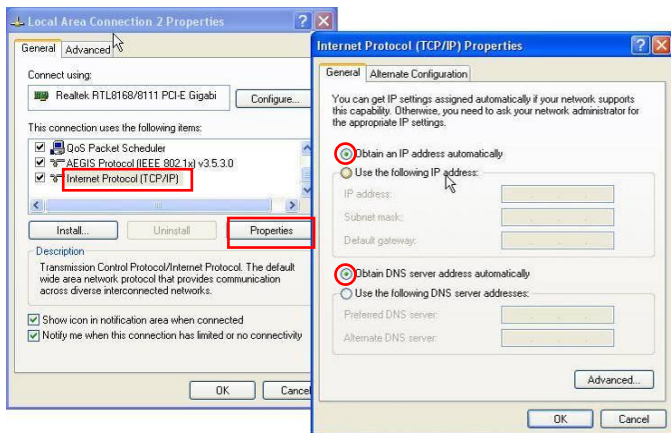 Local Area Connection 2 Properties
General Advanced
Connect using:
Realtek RTL8168/8111 PCI-E Gigabi
Configure...
This connection uses the following items:
QoS Packet Scheduler
AEGIS Protocol (IEEE 802.1x) v3.5.3.0
Internet Protocol (TCP/IP)
Install... Uninstall Properties
Description
Transmission Control Protocol/Internet Protocol. The default
wide area network protocol that provides communication
across diverse interconnected networks.
Show icon in notification area when connected
Notify me when this connection has limited or no connectivity
OK Cancel
Internet Protocol (TCP/IP) Properties
General Alternate Configuration
You can get IP settings assigned automatically if your network supports
this capability. Otherwise, you need to ask your network administrator for
the appropriate IP settings.
Obtain an IP address automatically
Use the following IP address:
IP address:
Subnet mask:
Default gateway:
Obtain DNS server address automatically
Use the following DNS server addresses:
Preferred DNS server:
Alternate DNS server:
Advanced...
OK Cancel